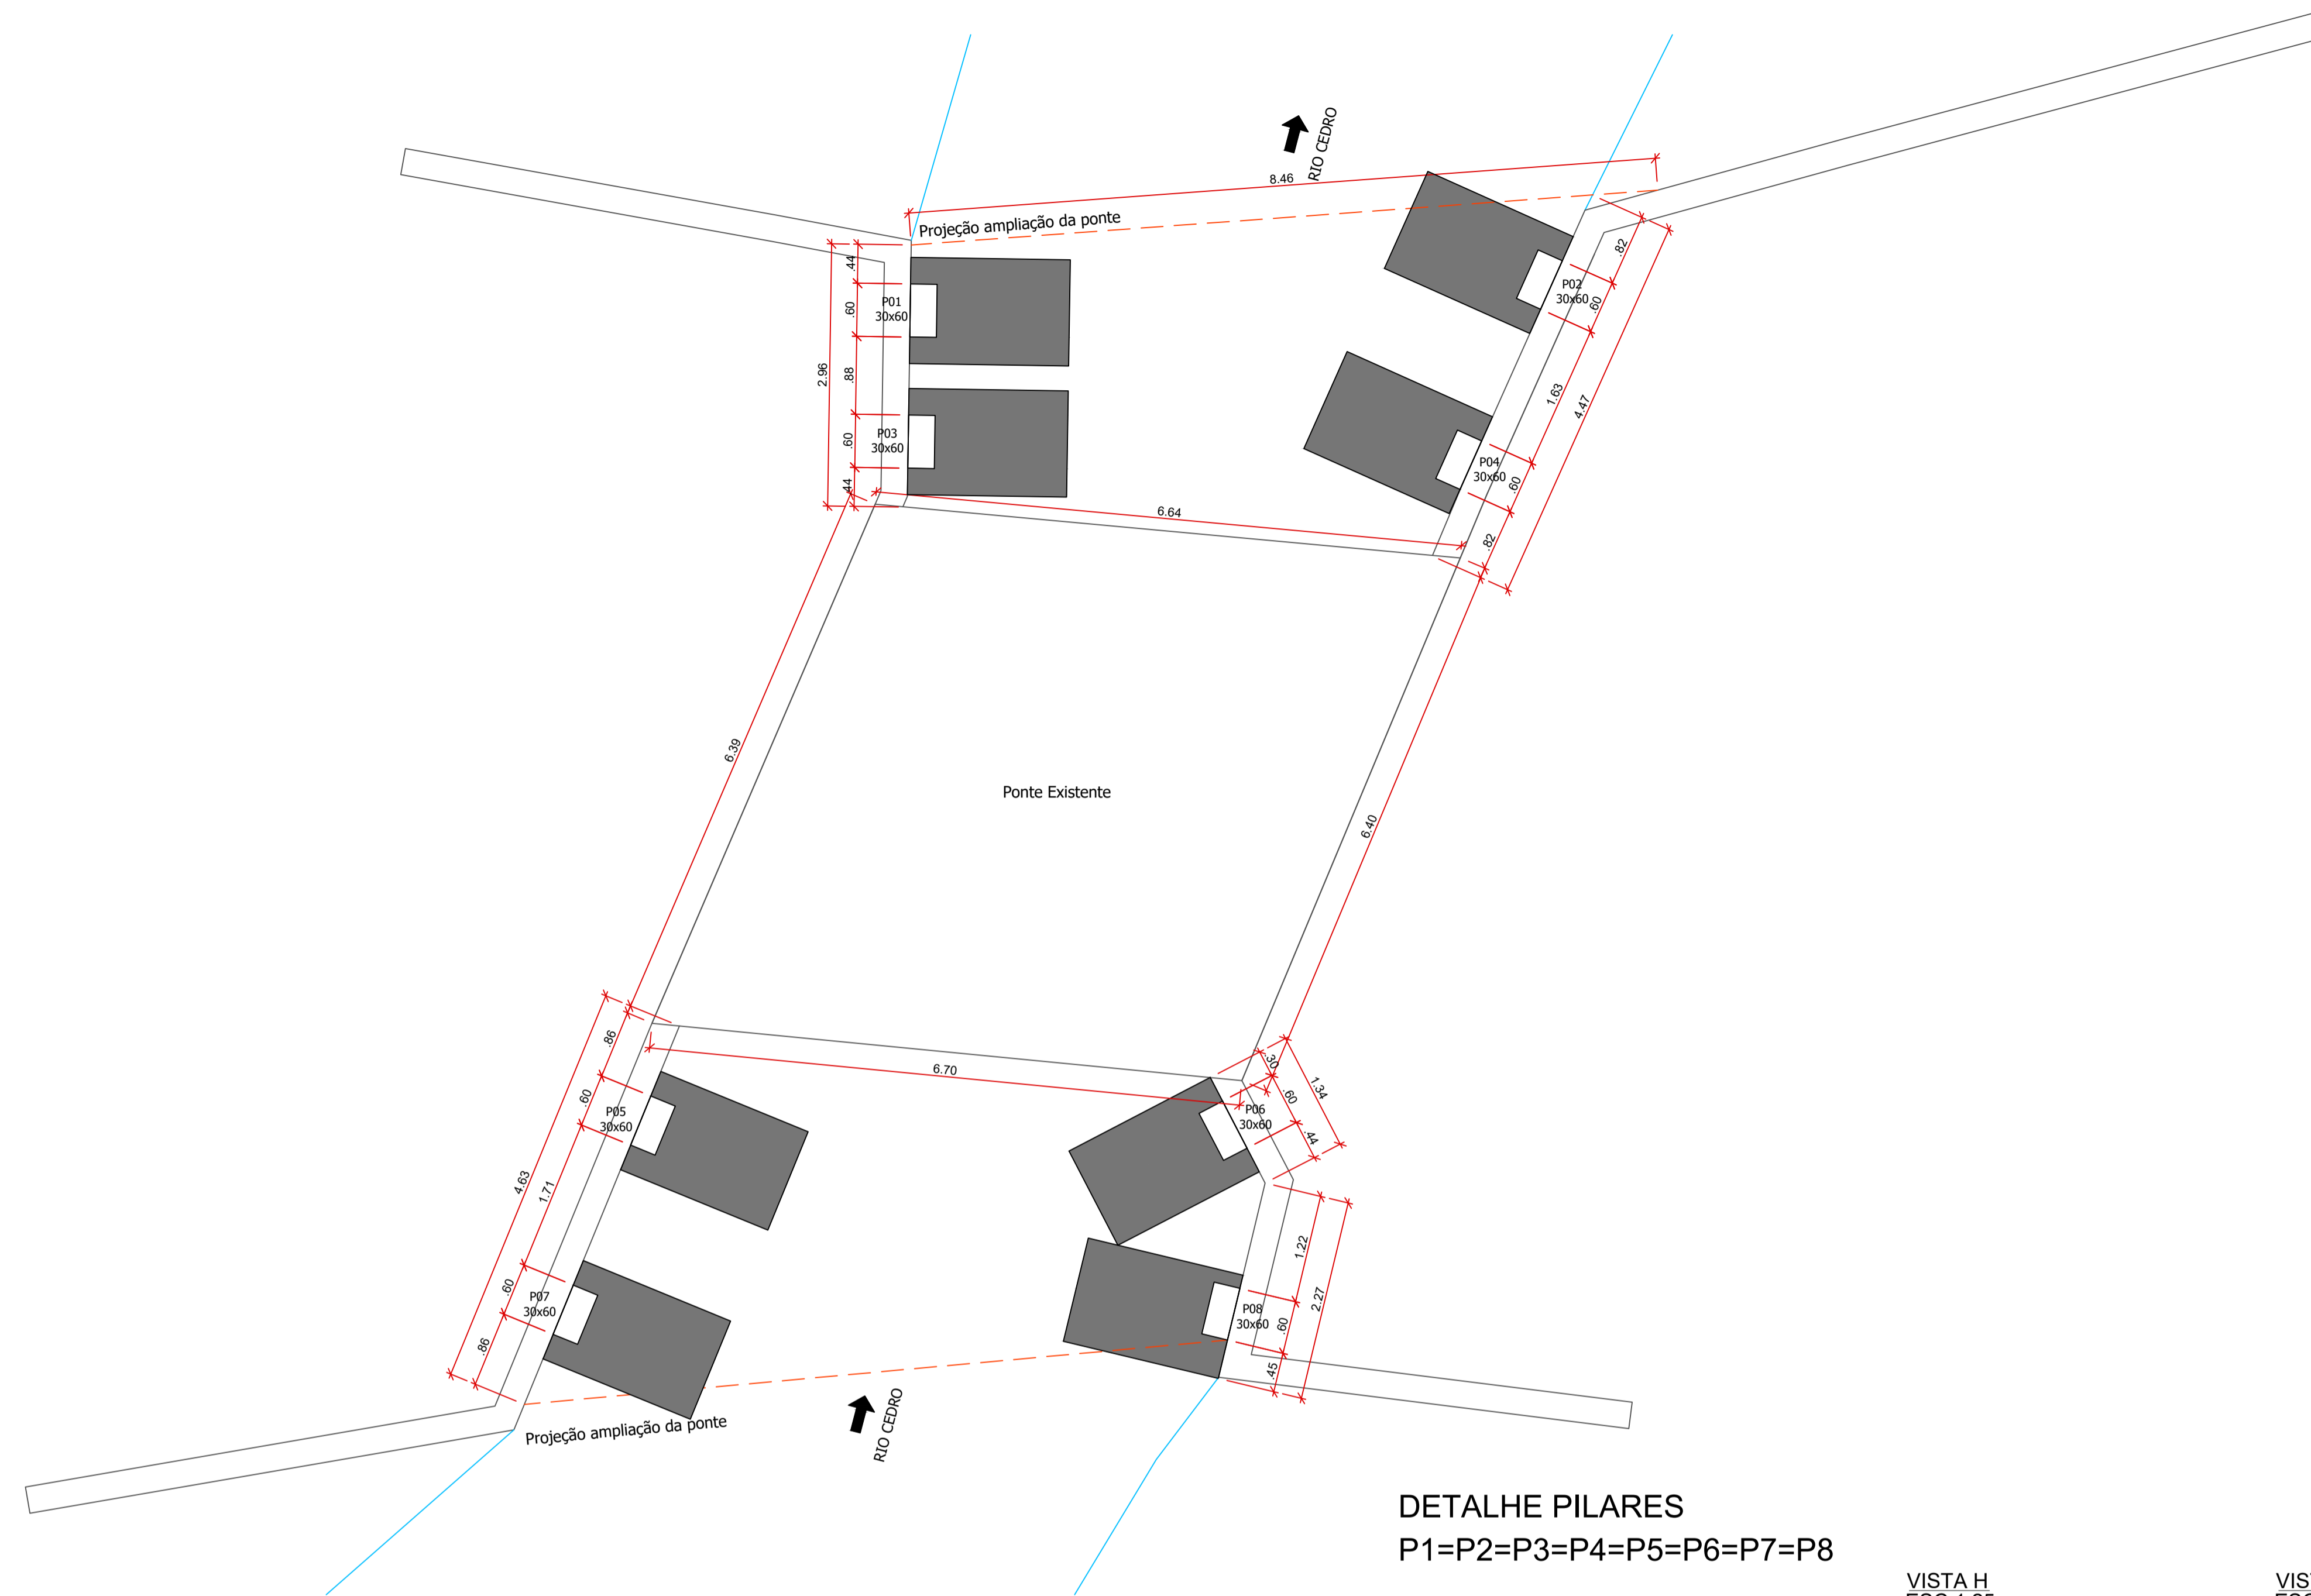 RIO CEDRO
8.46
Projeção ampliação da ponte
.44
.82
P02
30x60
P01
30x60
.60
.60
2.96
.88
1.63
4.47
P03
30x60
.60
P04
30x60
.60
.44
6.64
.82
6.39
Ponte Existente
6.40
.86
.30
6.70
.60
1.34
P05
30x60
.60
P06
30x60
.44
4.63
1.71
1.22
2.27
P07
30x60
.60
P08
30x60
.60
.86
.45
RIO CEDRO
Projeção ampliação da ponte
DETALHE PILARES
P1=P2=P3=P4=P5=P6=P7=P8
VISTA H